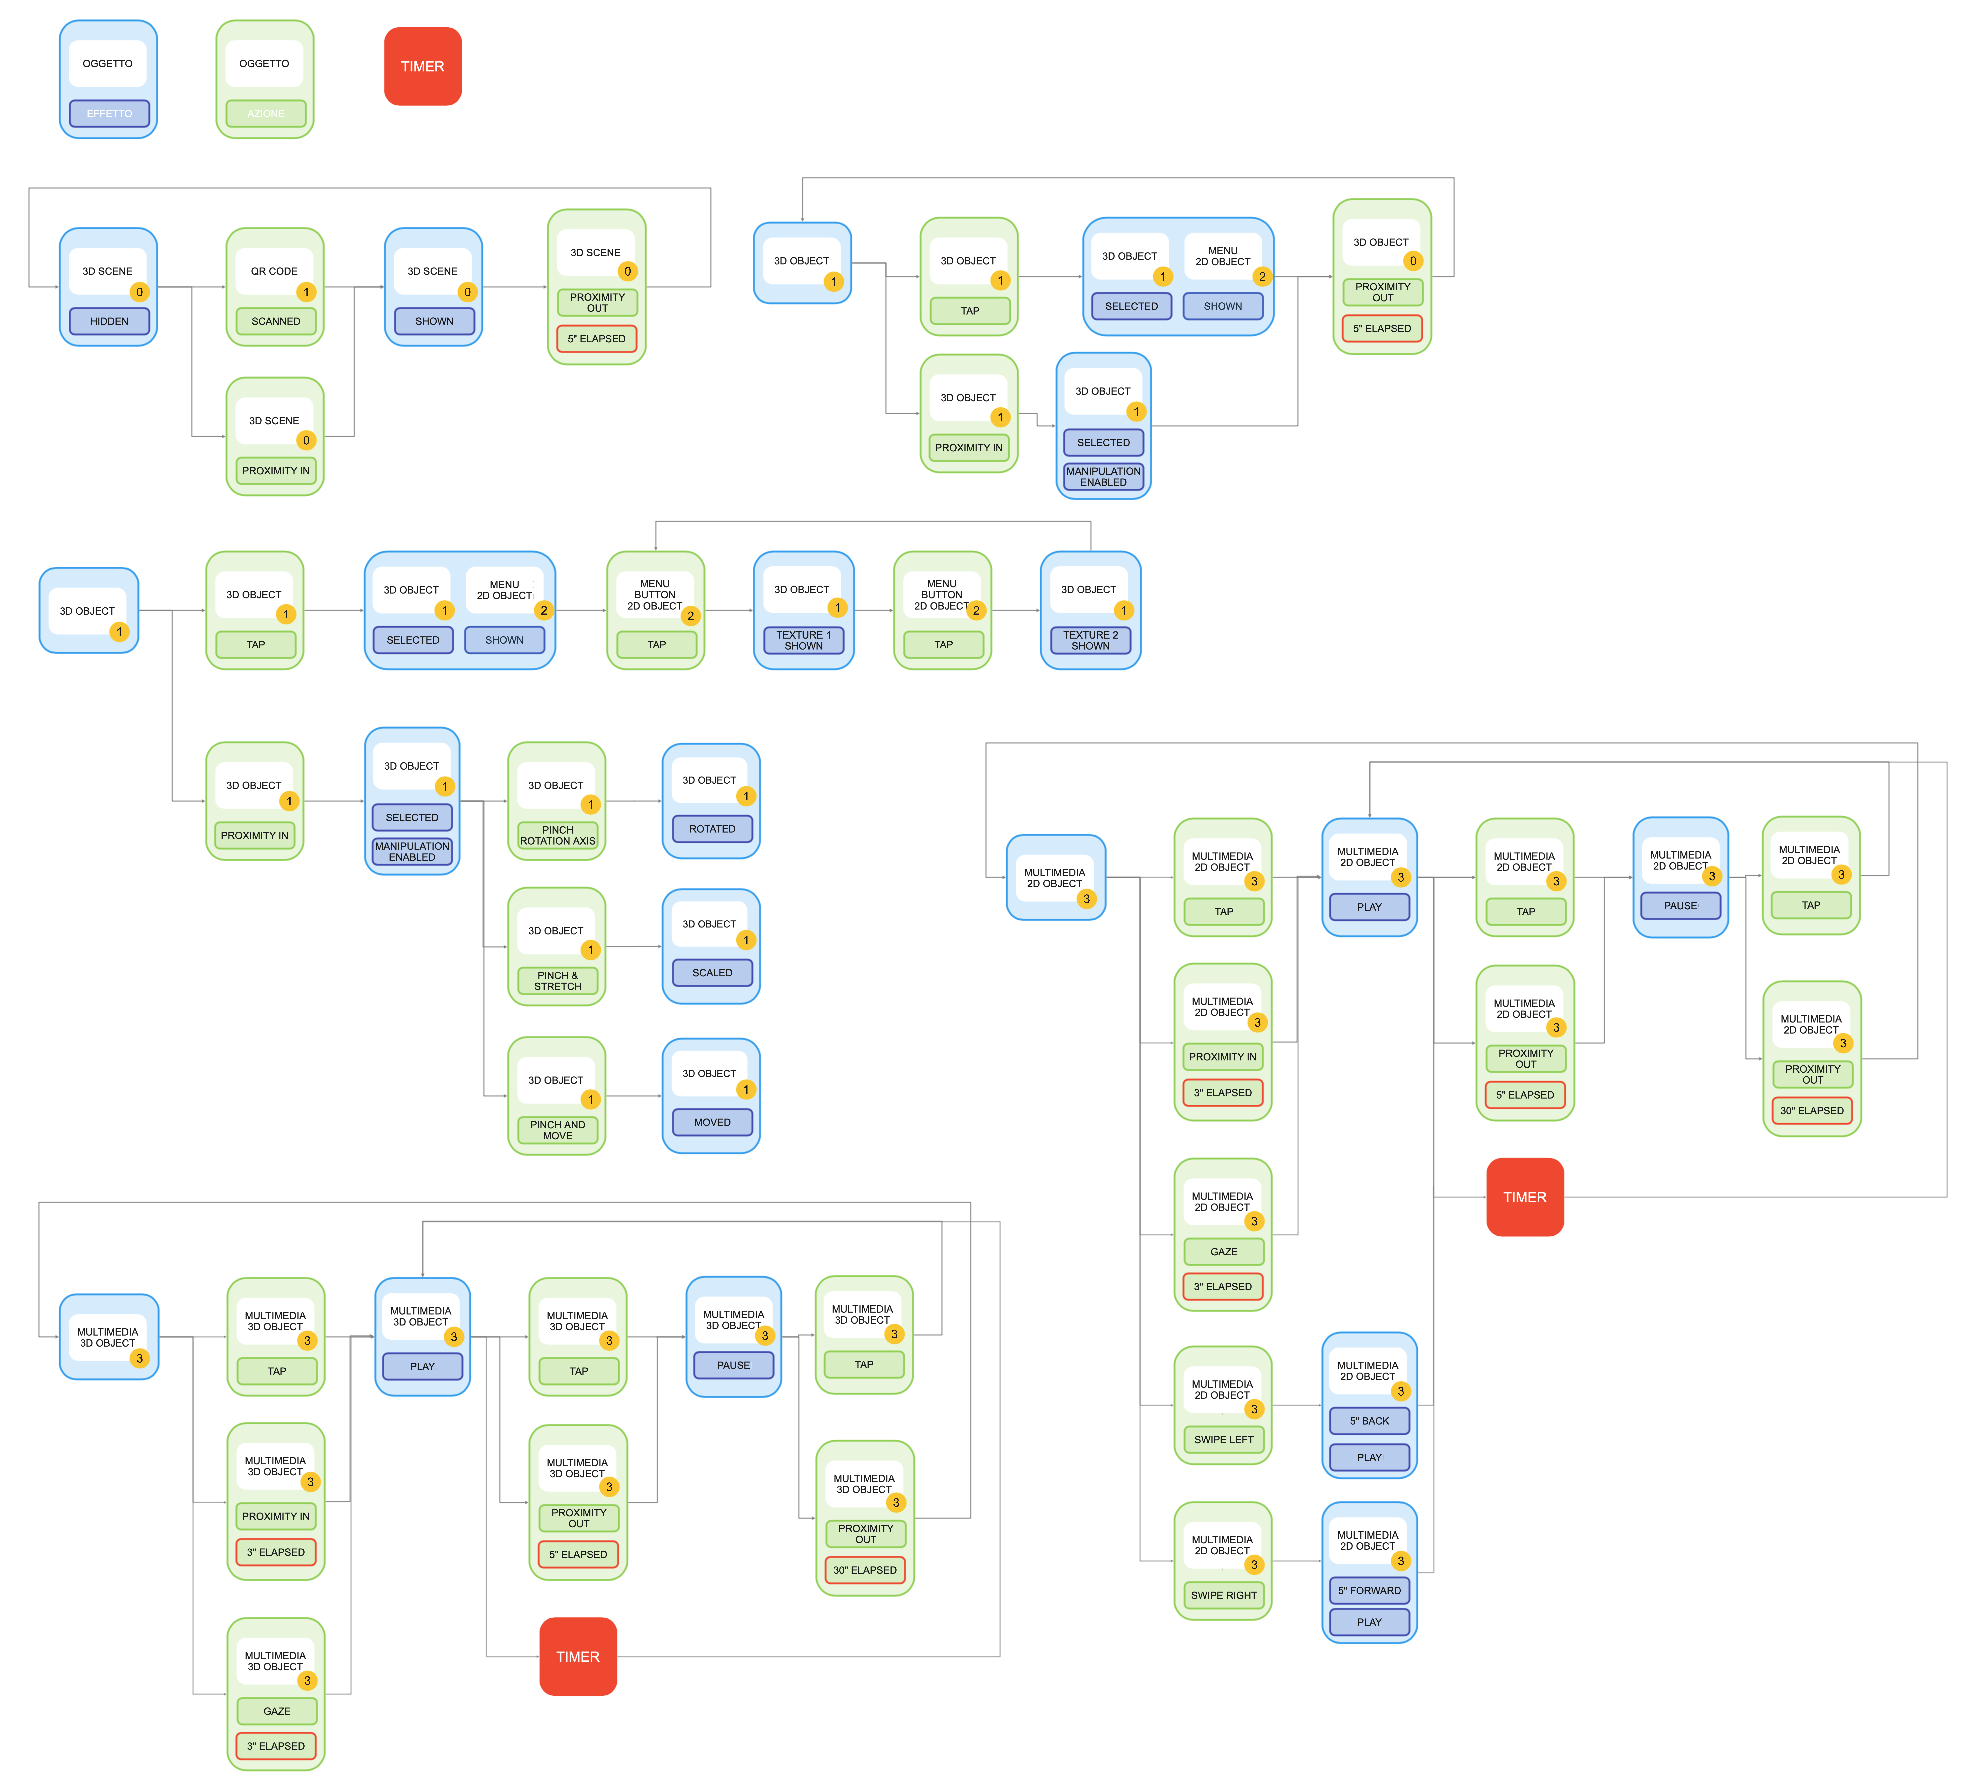 OGGETTO
EFFETTO
OGGETTO
AZIONE
TIMER
3D SCENE
0
HIDDEN
QR CODE
1
SCANNED
3D SCENE
0
SHOWN
3D SCENE
0
PROXIMITY
OUT
5" ELAPSED
3D SCENE
0
PROXIMITY IN
3D OBJECT
1
3D OBJECT
1
TAP
3D OBJECT
1
SELECTED
MENU
2D OBJECT
2
SHOWN
3D OBJECT
0
PROXIMITY
OUT
5" ELAPSED
3D OBJECT
1
PROXIMITY IN
3D OBJECT
1
SELECTED
MANIPULATION
ENABLED
3D OBJECT
1
3D OBJECT
1
TAP
3D OBJECT
1
SELECTED
MENU
2D OBJECT
2
SHOWN
MENU
BUTTON
2D OBJECT
2
TAP
3D OBJECT
1
TEXTURE 1
SHOWN
MENU
BUTTON
2D OBJECT
2
TAP
3D OBJECT
1
TEXTURE 2
SHOWN
3D OBJECT
1
PROXIMITY IN
3D OBJECT
1
SELECTED
MANIPULATION
ENABLED
3D OBJECT
1
PINCH
ROTATION AXIS
3D OBJECT
1
ROTATED
3D OBJECT
1
PINCH &
STRETCH
3D OBJECT
1
SCALED
3D OBJECT
1
PINCH AND
MOVE
3D OBJECT
1
MOVED
MULTIMEDIA
2D OBJECT
3
MULTIMEDIA
2D OBJECT
3
TAP
MULTIMEDIA
2D OBJECT
3
PLAY
MULTIMEDIA
2D OBJECT
3
TAP
MULTIMEDIA
2D OBJECT
3
PAUSE
MULTIMEDIA
2D OBJECT
3
TAP
MULTIMEDIA
2D OBJECT
3
PROXIMITY IN
3" ELAPSED
MULTIMEDIA
2D OBJECT
3
PROXIMITY
OUT
5" ELAPSED
MULTIMEDIA
2D OBJECT
3
PROXIMITY
OUT
30" ELAPSED
MULTIMEDIA
2D OBJECT
3
GAZE
3" ELAPSED
TIMER
MULTIMEDIA
2D OBJECT
3
SWIPE LEFT
MULTIMEDIA
2D OBJECT
3
5" BACK
PLAY
MULTIMEDIA
2D OBJECT
3
SWIPE RIGHT
MULTIMEDIA
2D OBJECT
3
5" FORWARD
PLAY
MULTIMEDIA
3D OBJECT
3
MULTIMEDIA
3D OBJECT
3
TAP
MULTIMEDIA
3D OBJECT
3
PLAY
MULTIMEDIA
3D OBJECT
3
TAP
MULTIMEDIA
3D OBJECT
3
PAUSE
MULTIMEDIA
3D OBJECT
3
TAP
MULTIMEDIA
3D OBJECT
3
PROXIMITY IN
3" ELAPSED
MULTIMEDIA
3D OBJECT
3
PROXIMITY
OUT
5" ELAPSED
MULTIMEDIA
3D OBJECT
3
PROXIMITY
OUT
30" ELAPSED
MULTIMEDIA
3D OBJECT
3
GAZE
3" ELAPSED
TIMER